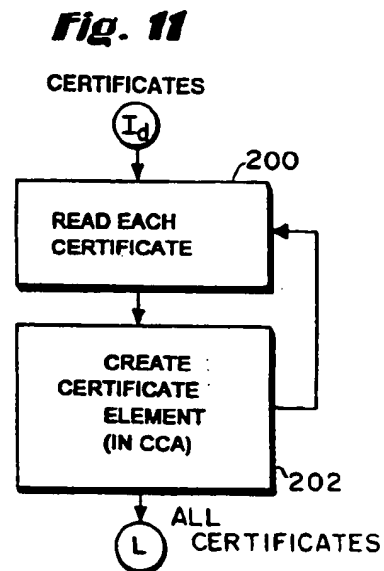 Fig. 11
CERTIFICATES
Id
200
READ EACH
CERTIFICATE
CREATE
CERTIFICATE
ELEMENT
(IN CCA)
202
L
ALL
CERTIFICATES